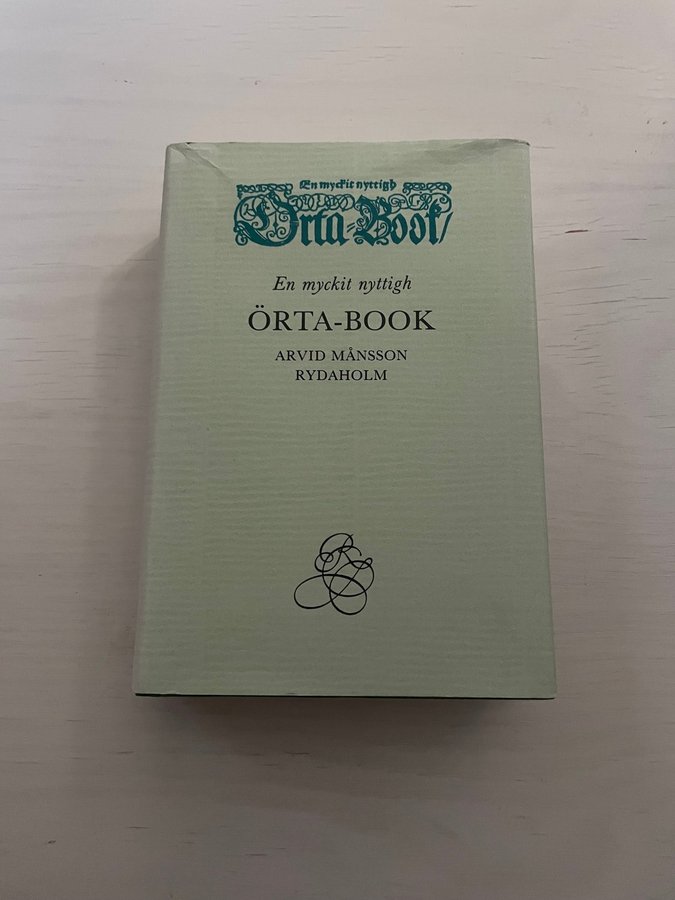 En myckit nyttigh
Örta-Book/
En myckit nyttigh
ÖRTA-BOOK
ARVID MÅNSSON
RYDAHOLM